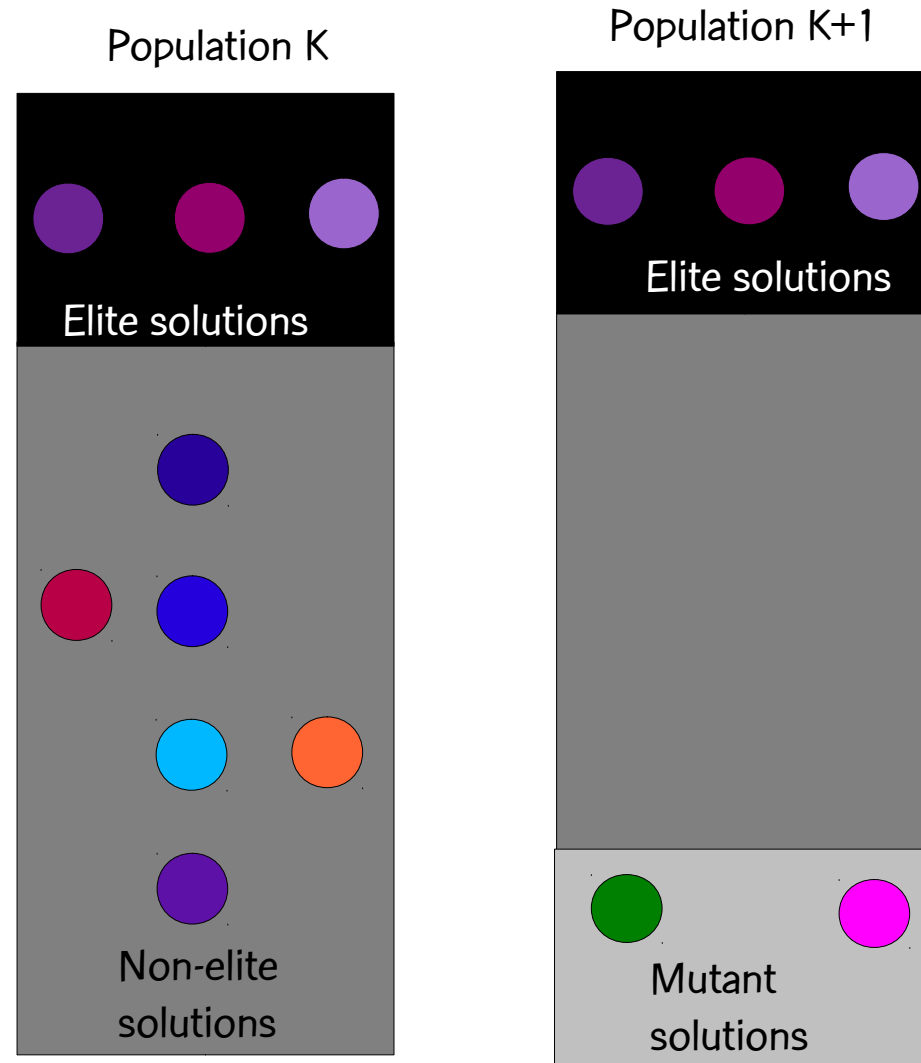 Population K
Population K+1
Elite solutions
Elite solutions
Non-elite
solutions
Mutant
solutions